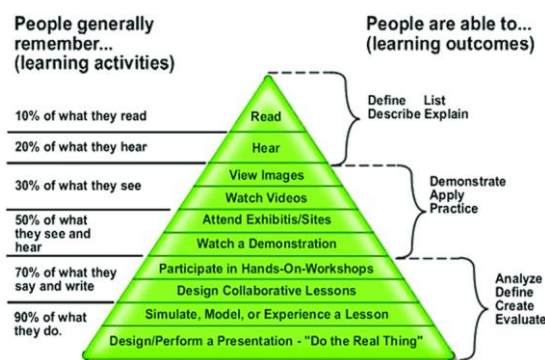 People generally
remember...
(learning activities)
People are able to...
(learning outcomes)
10% of what they read
20% of what they hear
30% of what they see
50% of what
they see and
hear
70% of what they
say and write
90% of what
they do.
Read
Hear
View Images
Watch Videos
Attend Exhibitis/Sites
Watch a Demonstration
Participate in Hands-On-Workshops
Design Collaborative Lessons
Simulate, Model, or Experience a Lesson
Design/Perform a Presentation - "Do the Real Thing"
Define List
Describe Explain
Demonstrate
Apply
Practice
Analyze
Define
Create
Evaluate